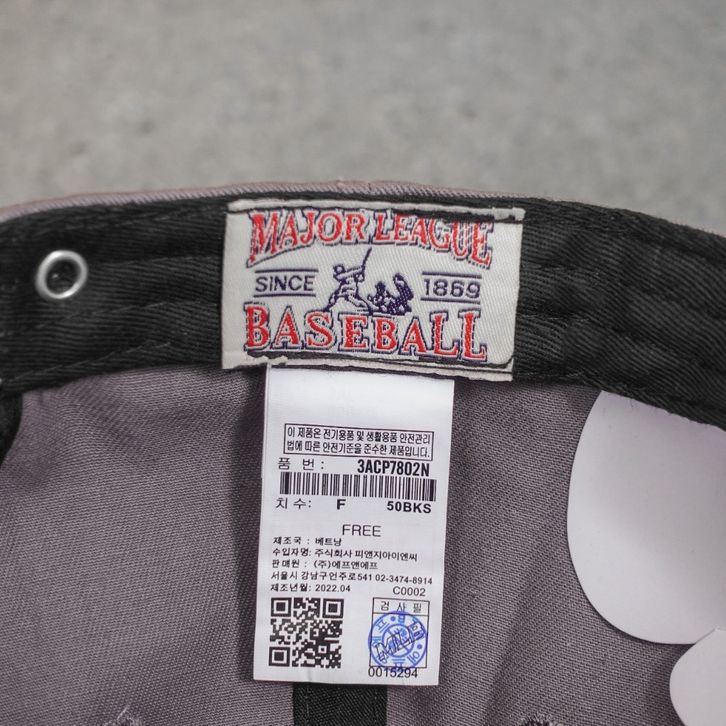 MAJOR LEAGUE
SINCE 1869
BASEBALL
이 제품은 전기용품 및 생활용품 안전관리
법에 따른 안전기준을 준수한 제품입니다.
품 번 : 3ACP7802N
치수: F 50BKS
FREE
제조국 : 베트남
수입자명: 주식회사 피앤지아이엔씨
판매원 : (주)에프앤에프
서울시 강남구언주로541 02-3474-8914
제조년월: 2022.04 C0002
검사필
0015294